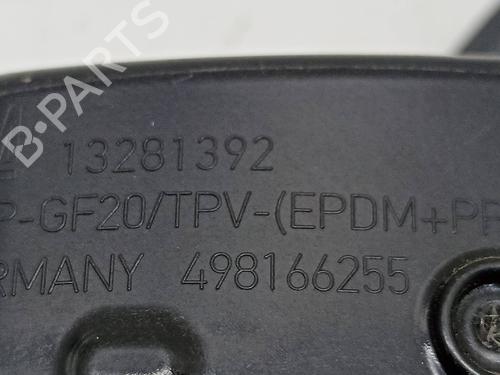 13281392
P-GF20/TPV-(EPDM+PP
RMANY 498166255
B-PARTS